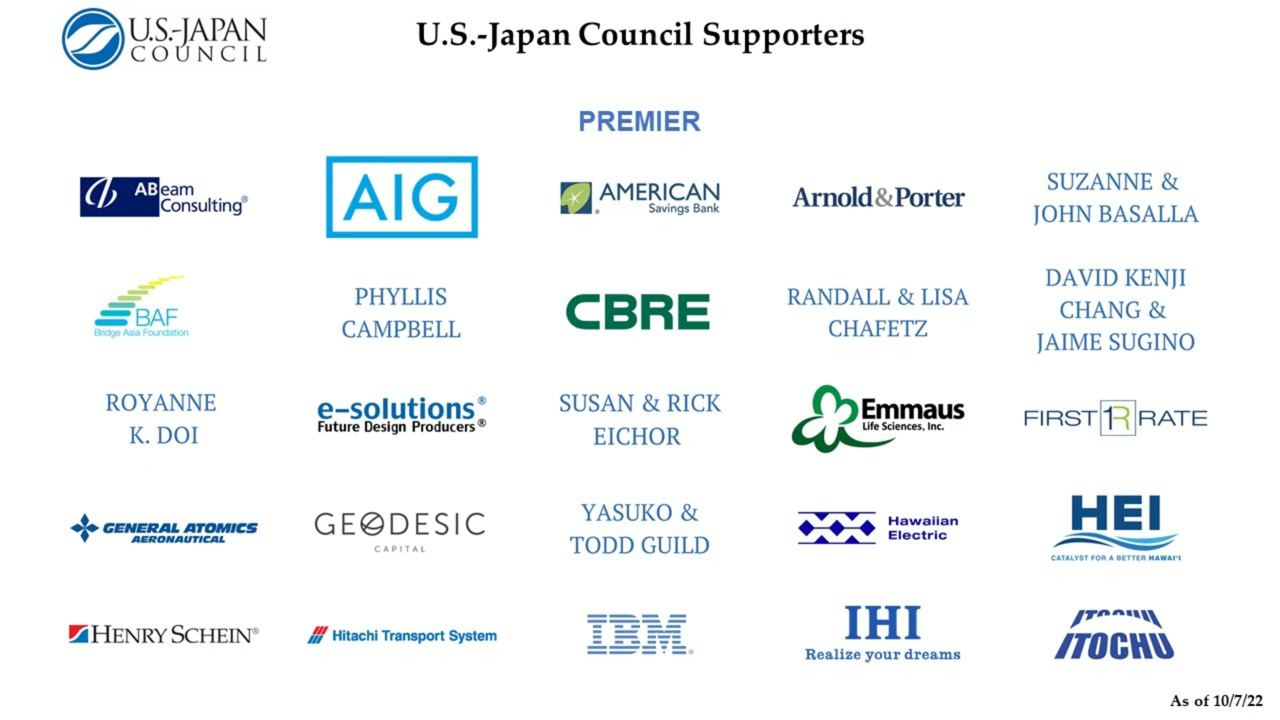 U.S.-JAPAN
COUNCIL
U.S.-Japan Council Supporters
PREMIER
ABeam
Consulting®
AIG
AMERICAN
Savings Bank
®
Arnold&Porter
SUZANNE &
JOHN BASALLA
BAF
Bridge Asia Foundation
PHYLLIS
CAMPBELL
CBRE
RANDALL & LISA
CHAFETZ
DAVID KENJI
CHANG &
JAIME SUGINO
ROYANNE
K. DOI
e-solutions®
Future Design Producers®
SUSAN & RICK
EICHOR
Emmaus
Life Sciences, Inc.
FIRST 1R RATE
GENERAL ATOMICS
AERONAUTICAL
GEODESIC
CAPITAL
YASUKO &
TODD GUILD
Hawaiian
Electric
HEI
CATALYST FOR A BETTER HAWAI'I
HENRY SCHEIN®
Hitachi Transport System
IBM®
IHI
Realize your dreams
ITOCHU
ITOCHU
As of 10/7/22